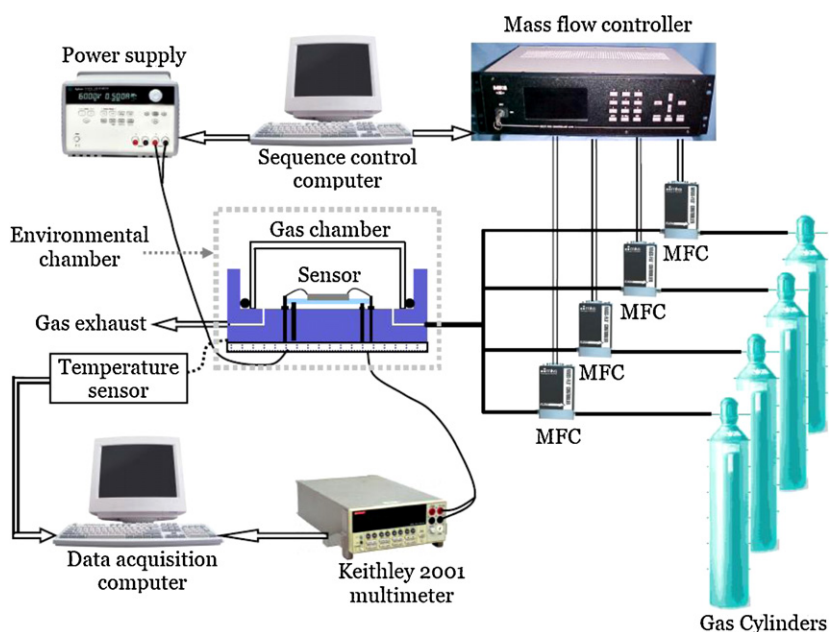 Mass flow controller
Power supply
Sequence control
computer
MFC
Environmental
chamber
Gas chamber
Sensor
MFC
Gas exhaust
MFC
Temperature
sensor
MFC
Data acquisition
computer
Keithley 2001
multimeter
Gas Cylinders